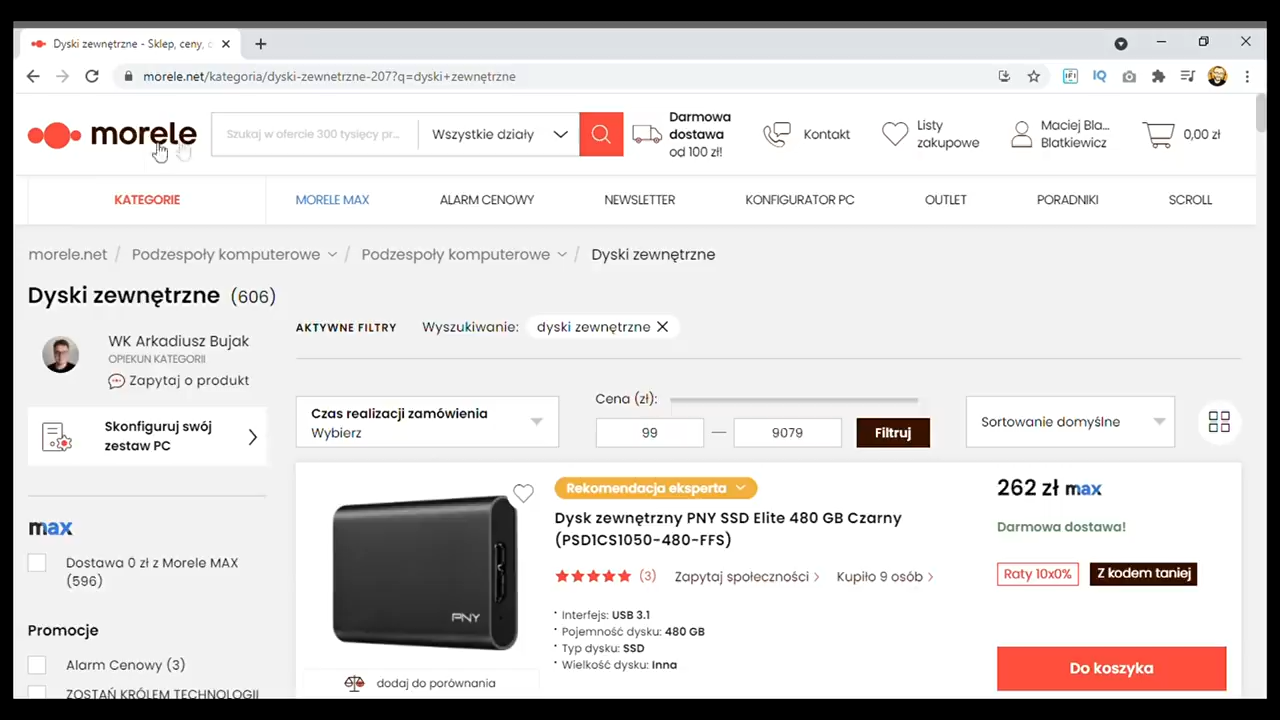 Dyski zewnętrzne - Sklep, ceny, c
morele.net/kategoria/dyski-zewnetrzne-207?q=dyski+zewnętrzne
IQ
morele
Szukaj w ofercie 300 tysięcy pr...
Wszystkie działy
Darmowa
dostawa
od 100 zł!
Kontakt
Listy
zakupowe
Maciej Bla...
Blatkiewicz
0,00 zł
KATEGORIE
MORELE MAX
ALARM CENOWY
NEWSLETTER
KONFIGURATOR PC
OUTLET
PORADNIKI
SCROLL
morele.net / Podzespoły komputerowe / Podzespoły komputerowe / Dyski zewnętrzne
Dyski zewnętrzne (606)
WK Arkadiusz Bujak
OPIEKUN KATEGORII
Zapytaj o produkt
Skonfiguruj swój
zestaw PC
max
Dostawa 0 zł z Morele MAX
(596)
Promocje
Alarm Cenowy (3)
ZOSTAŃ KRÓLEM TECHNOLOGII
AKTYWNE FILTRY
Wyszukiwanie:
dyski zewnętrzne
Czas realizacji zamówienia
Wybierz
Cena (zł):
99 — 9079
Filtruj
Sortowanie domyślne
Rekomendacja eksperta
Dysk zewnętrzny PNY SSD Elite 480 GB Czarny
(PSD1CS1050-480-FFS)
(3)
Zapytaj społeczności
Kupiło 9 osób
Interfejs: USB 3.1
Pojemność dysku: 480 GB
Typ dysku: SSD
Wielkość dysku: Inna
PNY
dodaj do porównania
262 zł max
Darmowa dostawa!
Raty 10x0%
Z kodem taniej
Do koszyka